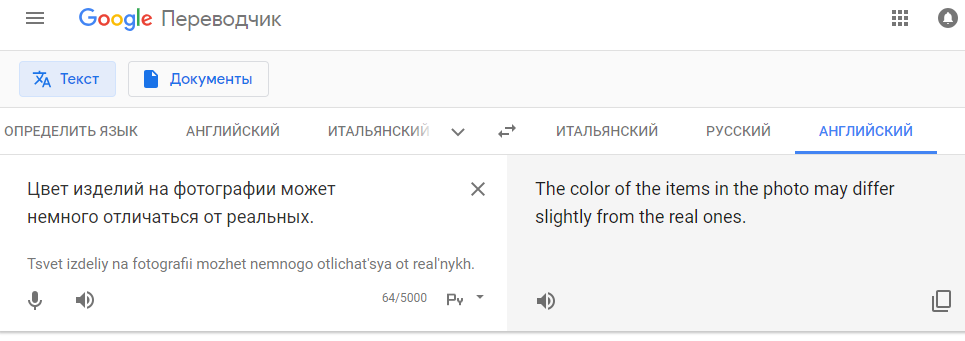 Google Переводчик
Текст
Документы
ОПРЕДЕЛИТЬ ЯЗЫК АНГЛИЙСКИЙ ИТАЛЬЯНСКИЙ ИТАЛЬЯНСКИЙ РУССКИЙ АНГЛИЙСКИЙ
Цвет изделий на фотографии может
немного отличаться от реальных.
Tsvet izdeliy na fotografii mozhet nemnogo otlichat'sya ot real'nykh.
64/5000 Ру
The color of the items in the photo may differ
slightly from the real ones.